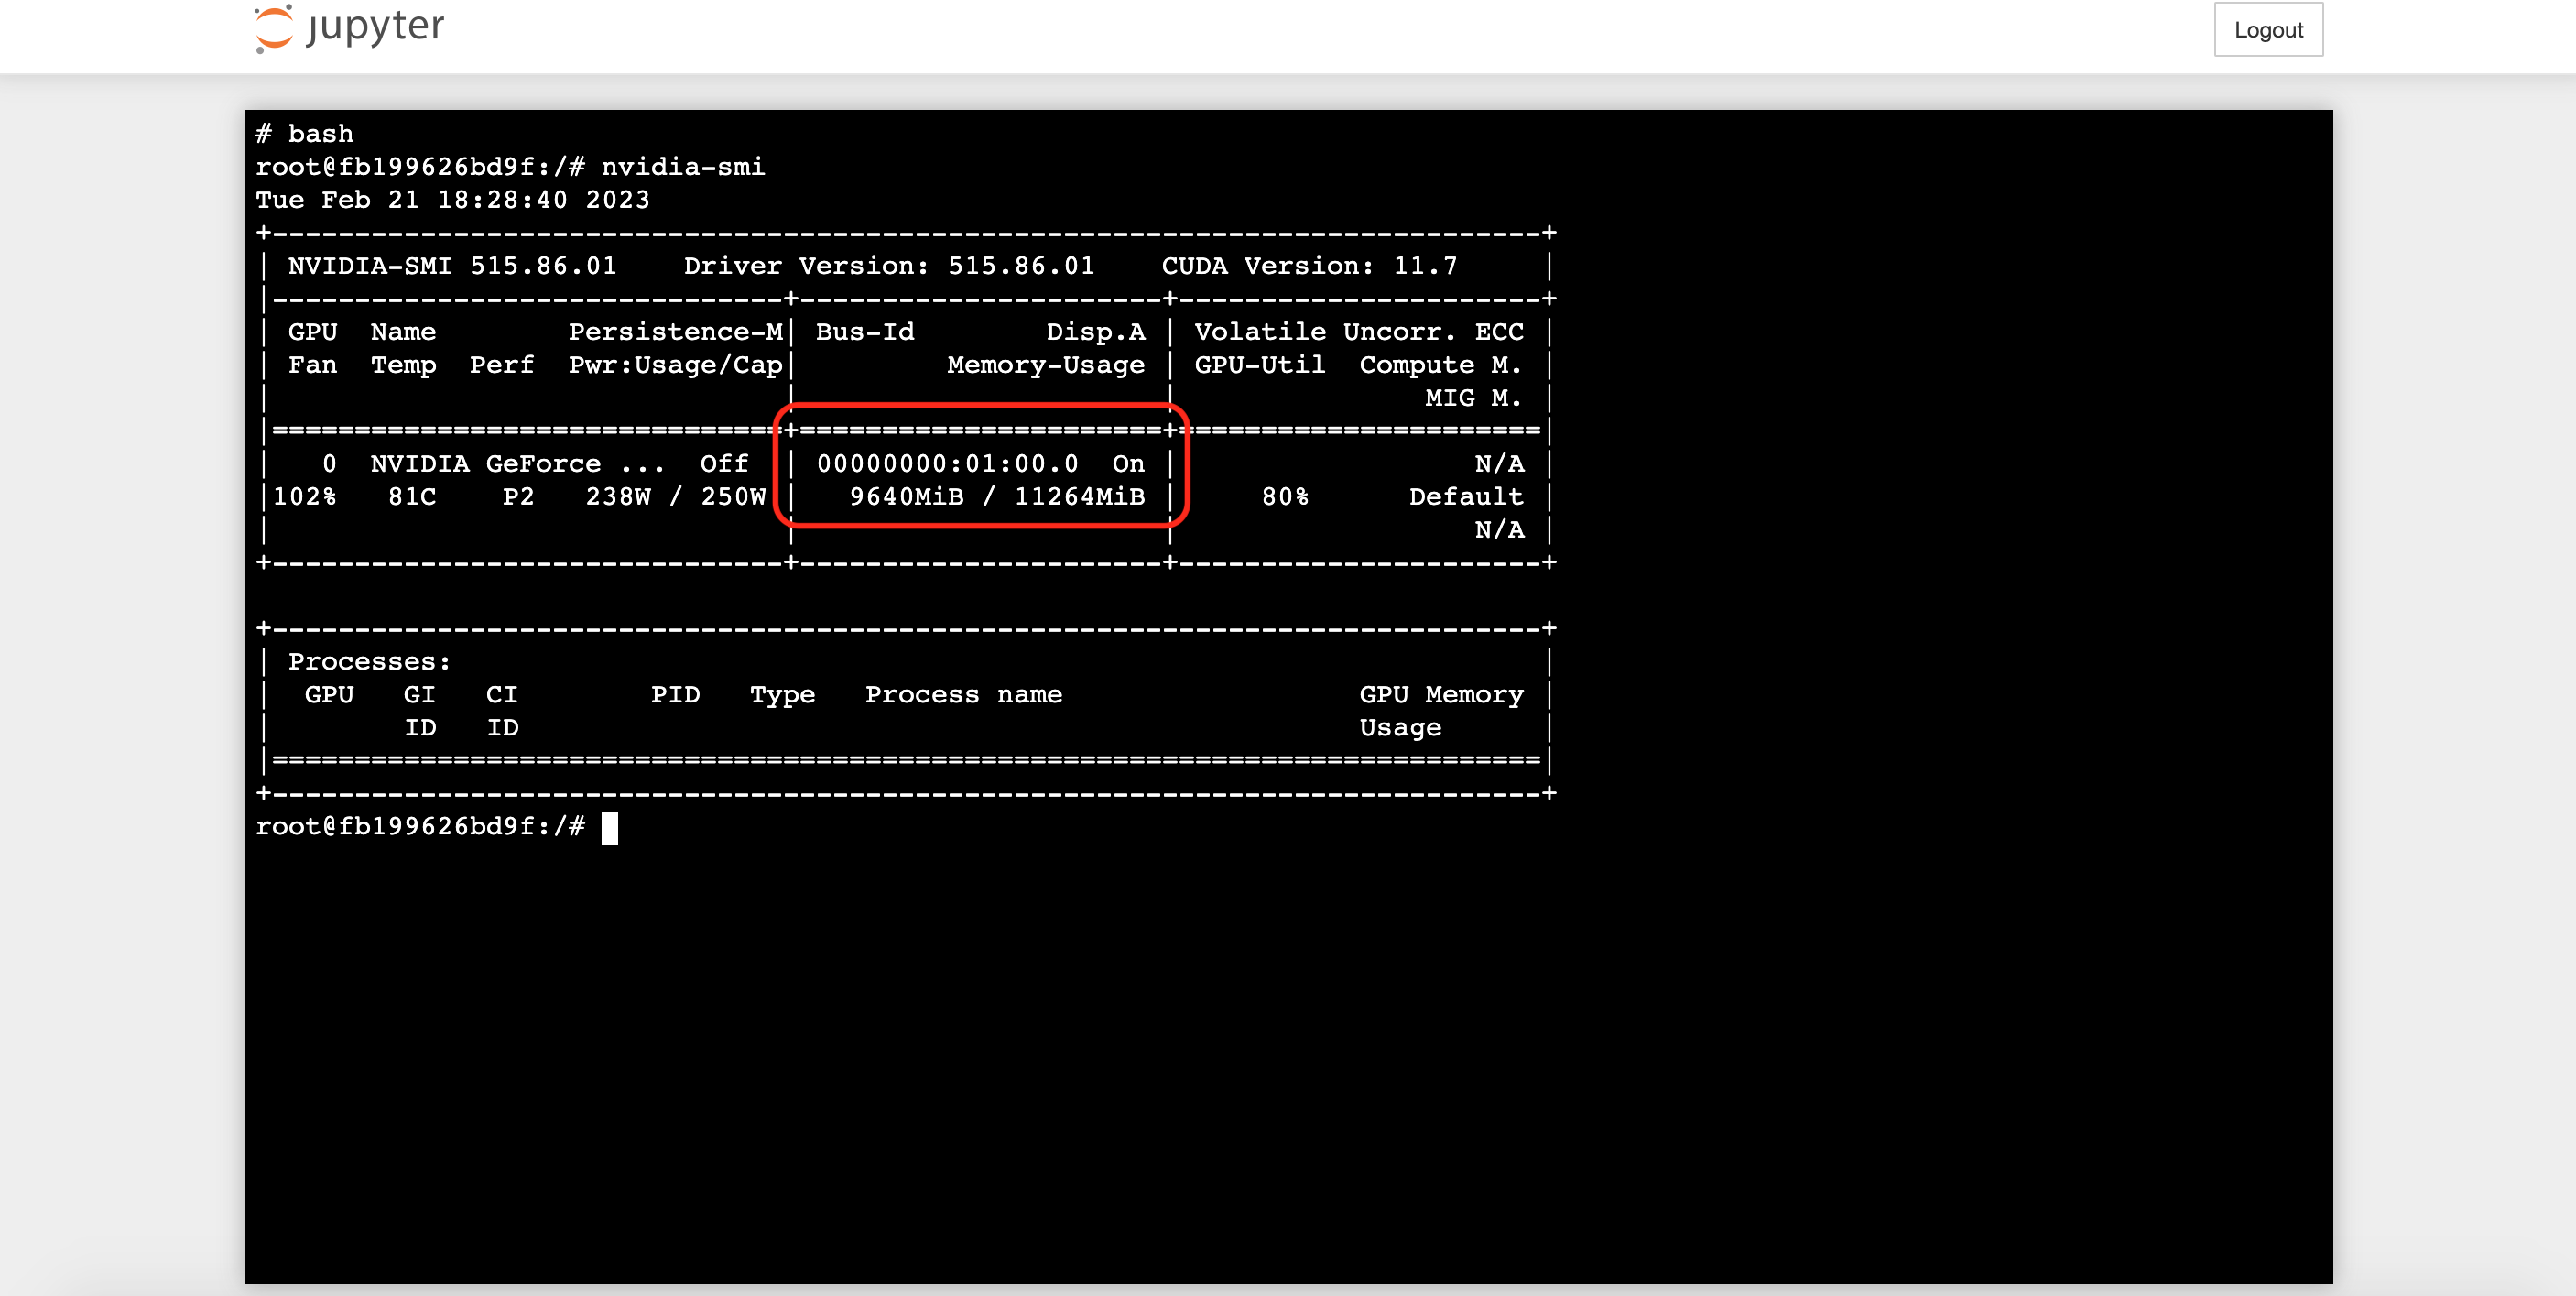 jupyter
Logout
# bash
root@fb199626bd9f:/# nvidia-smi
Tue Feb 21 18:28:40 2023
+-----------------------------------------------------------------------------+
| NVIDIA-SMI 515.86.01    Driver Version: 515.86.01    CUDA Version: 11.7     |
|-------------------------------+----------------------+----------------------+
| GPU  Name        Persistence-M| Bus-Id        Disp.A | Volatile Uncorr. ECC |
| Fan  Temp  Perf  Pwr:Usage/Cap|         Memory-Usage | GPU-Util  Compute M. |
|                               |                      |               MIG M. |
|===============================+======================+======================|
|   0  NVIDIA GeForce ...  Off  | 00000000:01:00.0  On |                  N/A |
|102%   81C    P2   238W / 250W |   9640MiB / 11264MiB |     80%      Default |
|                               |                      |                  N/A |
+-------------------------------+----------------------+----------------------+
+-----------------------------------------------------------------------------+
| Processes:                                                                  |
|  GPU   GI   CI        PID   Type   Process name                  GPU Memory |
|        ID   ID                                                   Usage      |
|=============================================================================|
+-----------------------------------------------------------------------------+
root@fb199626bd9f:/#